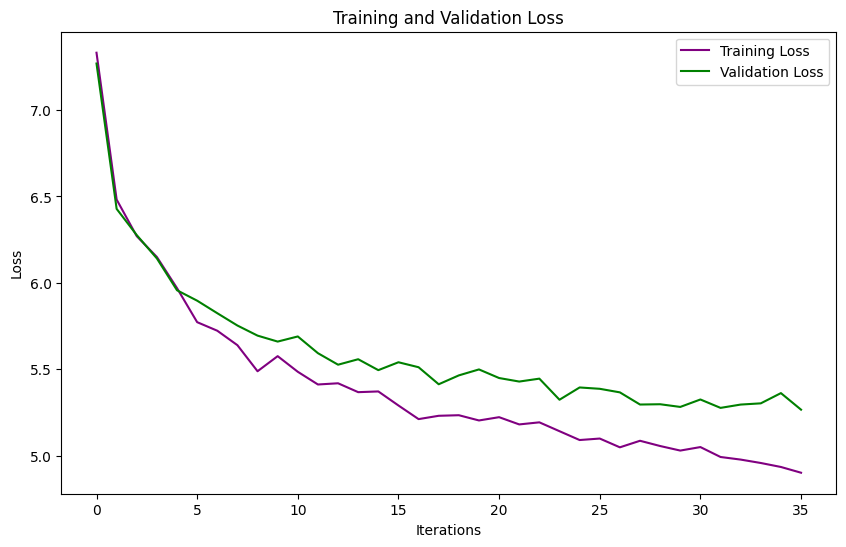 Training and Validation Loss
Training Loss
Validation Loss
Loss
7.0
6.5
6.0
5.5
5.0
0 5 10 15 20 25 30 35
Iterations